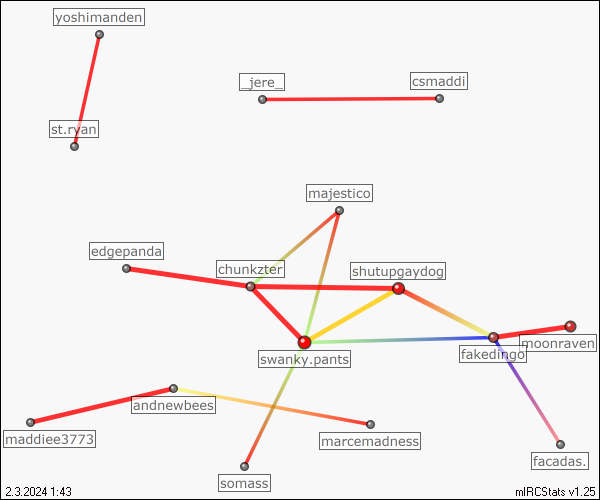 yoshimanden
_jere_
csmaddi
st.ryan
majestico
edgepanda
chunkzter
shutupgaydog
moonraven
fakedingo
swanky.pants
andnewbees
maddiee3773
marcemadness
facadas.
somass
2.3.2024 1:43
mIRCStats v1.25